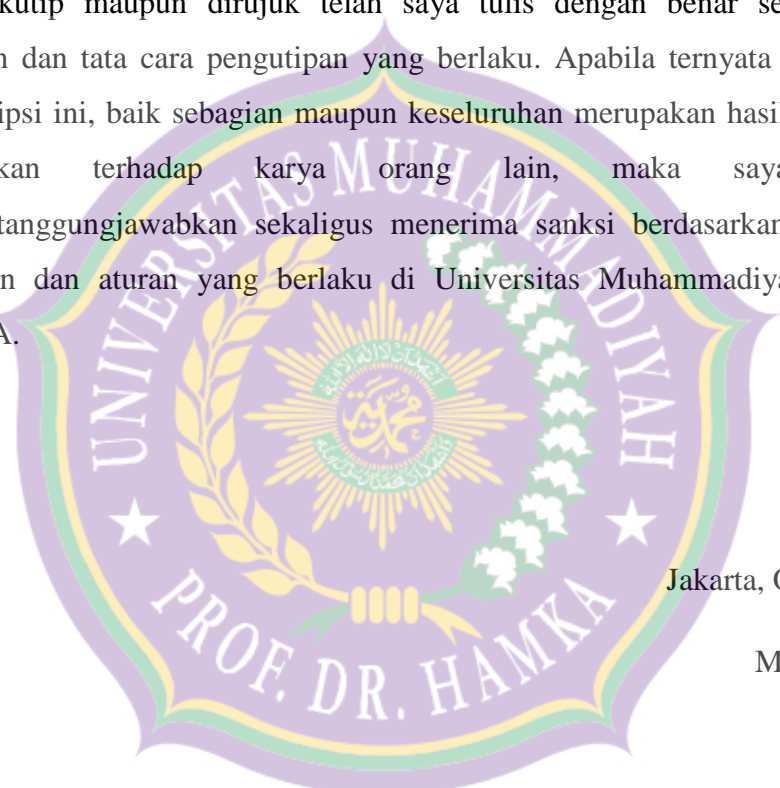 kutip maupun dirujuk telah saya tulis dengan benar se
n dan tata cara pengutipan yang berlaku. Apabila ternyata
ipsi ini, baik sebagian maupun keseluruhan merupakan hasil
kan terhadap karya orang lain, maka saya
tanggungjawabkan sekaligus menerima sanksi berdasarkan
n dan aturan yang berlaku di Universitas Muhammadiya
A.
UNIVERSITAS MUHAMMADIYAH
محمدية
Jakarta, O
M
PROF. DR. HAMKA